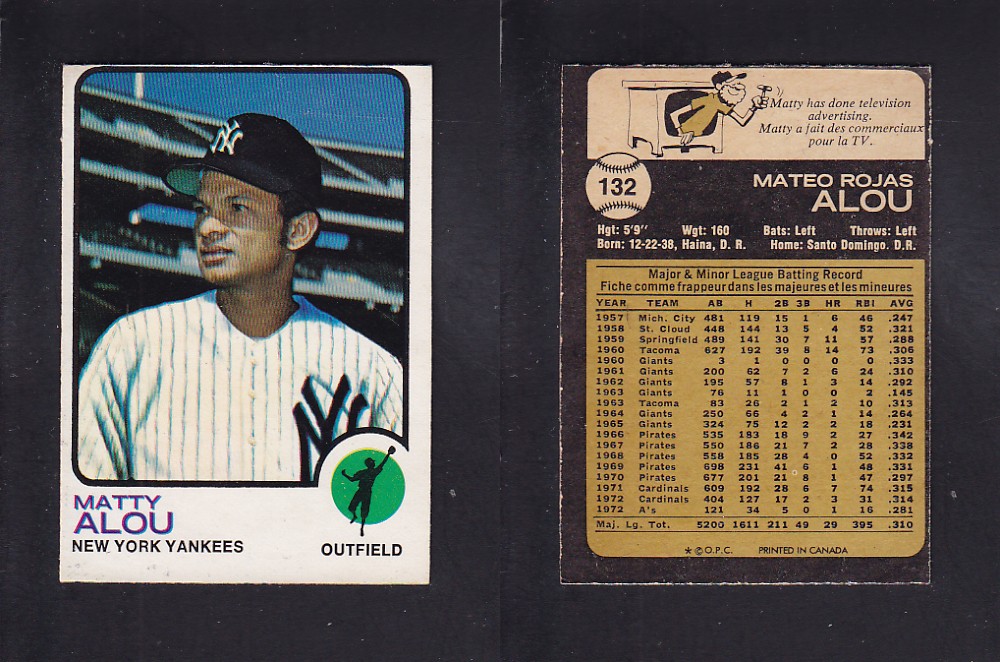 NY
NY
MATTY
ALOU
NEW YORK YANKEES
OUTFIELD
Matty has done television
advertising.
Matty a fait des commerciaux
pour la TV.
132
MATEO ROJAS
ALOU
Hgt: 5'9" Wgt: 160 Bats: Left Throws: Left
Born: 12-22-38, Haina, D. R. Home: Santo Domingo. D.R.
Major & Minor League Batting Record
Fiche comme frappeur dans les majeures et les mineures
YEAR TEAM AB H 2B 3B HR RBI AVG
1957 Mich. City 481 119 15 1 6 46 .247
1958 St. Cloud 448 144 13 5 4 52 .321
1959 Springfield 489 141 30 7 11 57 .288
1960 Tacoma 627 192 39 8 14 73 .306
1960 Giants 3 1 0 0 0 0 .333
1961 Giants 200 62 7 2 6 24 .310
1962 Giants 195 57 8 1 3 14 .292
1963 Giants 76 11 1 0 0 2 .145
1963 Tacoma 83 26 2 1 2 10 .313
1964 Giants 250 66 4 2 1 14 .264
1965 Giants 324 75 12 2 2 18 .231
1966 Pirates 535 183 18 9 2 27 .342
1967 Pirates 550 186 21 7 2 28 .338
1968 Pirates 558 185 28 4 0 52 .332
1969 Pirates 698 231 41 6 1 48 .331
1970 Pirates 677 201 21 8 1 47 .297
1971 Cardinals 609 192 28 6 7 74 .315
1972 Cardinals 404 127 17 2 3 31 .314
1972 A's 121 34 5 0 1 16 .281
Maj. Lg. Tot. 5200 1611 211 49 29 395 .310
* © O.P.C. PRINTED IN CANADA